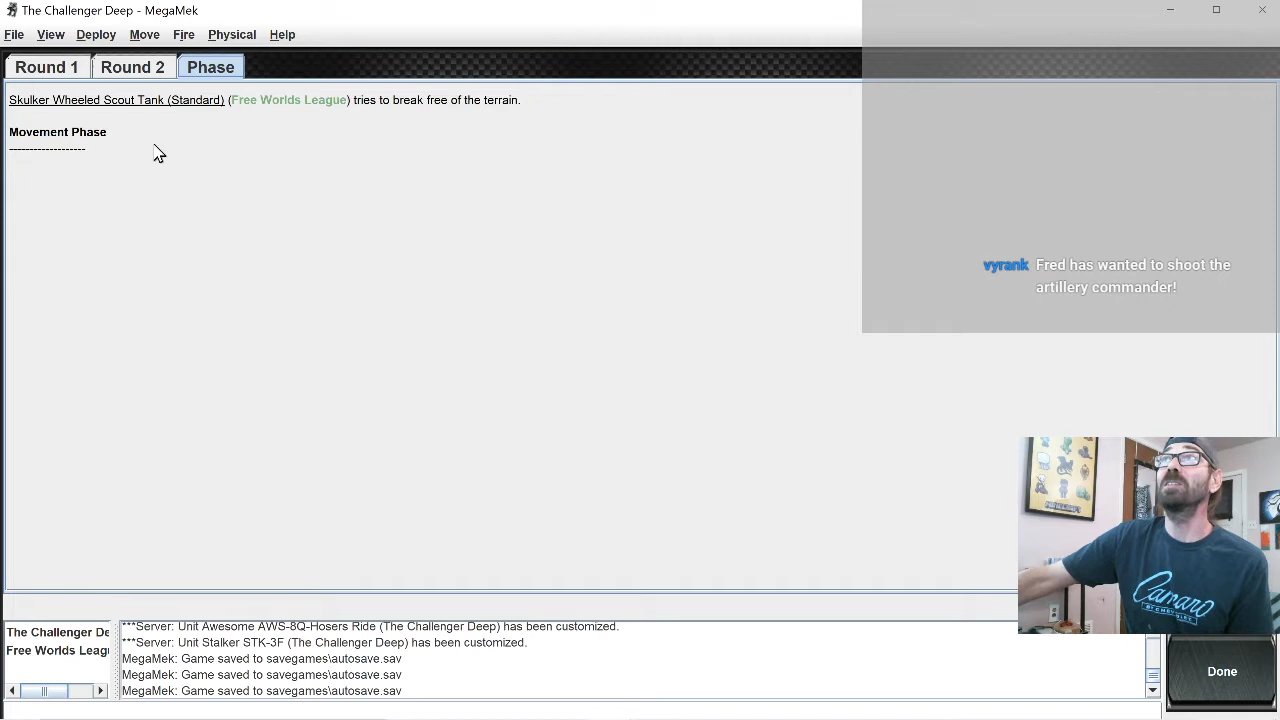 The Challenger Deep - MegaMek
File View Deploy Move Fire Physical Help
Round 1 Round 2 Phase
Skulker Wheeled Scout Tank (Standard) (Free Worlds League) tries to break free of the terrain.
Movement Phase
-------------------
vyrank Fred has wanted to shoot the
artillery commander!
Camaro
BY CHEVROLET
The Challenger De
Free Worlds Leag
***Server: Unit Awesome AWS-8Q-Hosers Ride (The Challenger Deep) has been customized.
***Server: Unit Stalker STK-3F (The Challenger Deep) has been customized.
MegaMek: Game saved to savegames\autosave.sav
MegaMek: Game saved to savegames\autosave.sav
MegaMek: Game saved to savegames\autosave.sav
Done